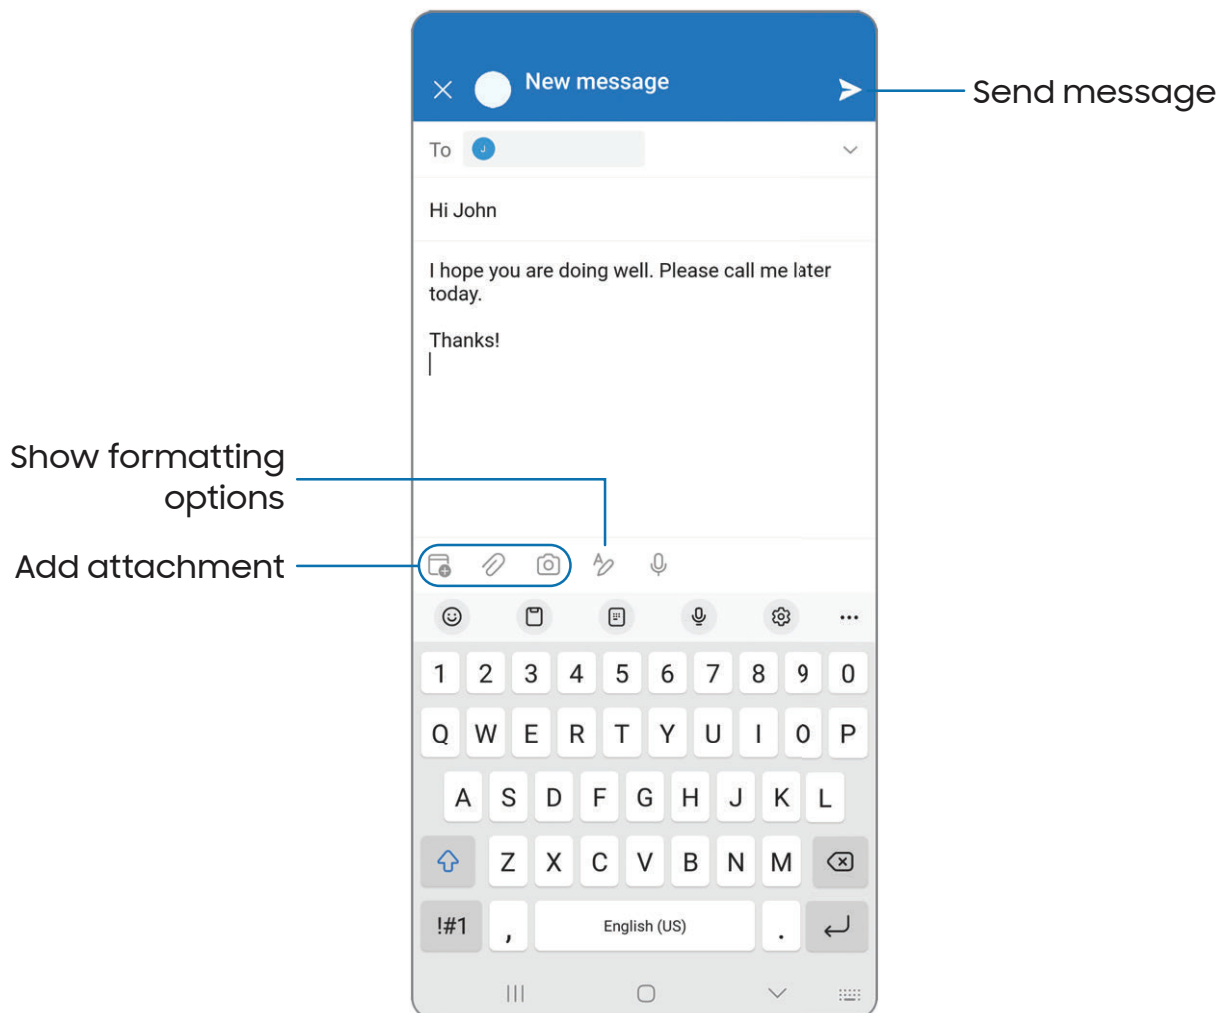 New message
Send message
To J
Hi John
I hope you are doing well. Please call me later
today.
Thanks!
Show formatting
options
Add attachment
1 2 3 4 5 6 7 8 9 0
Q W E R T Y U I O P
A S D F G H J K L
Z X C V B N M
!#1 , English (US) .